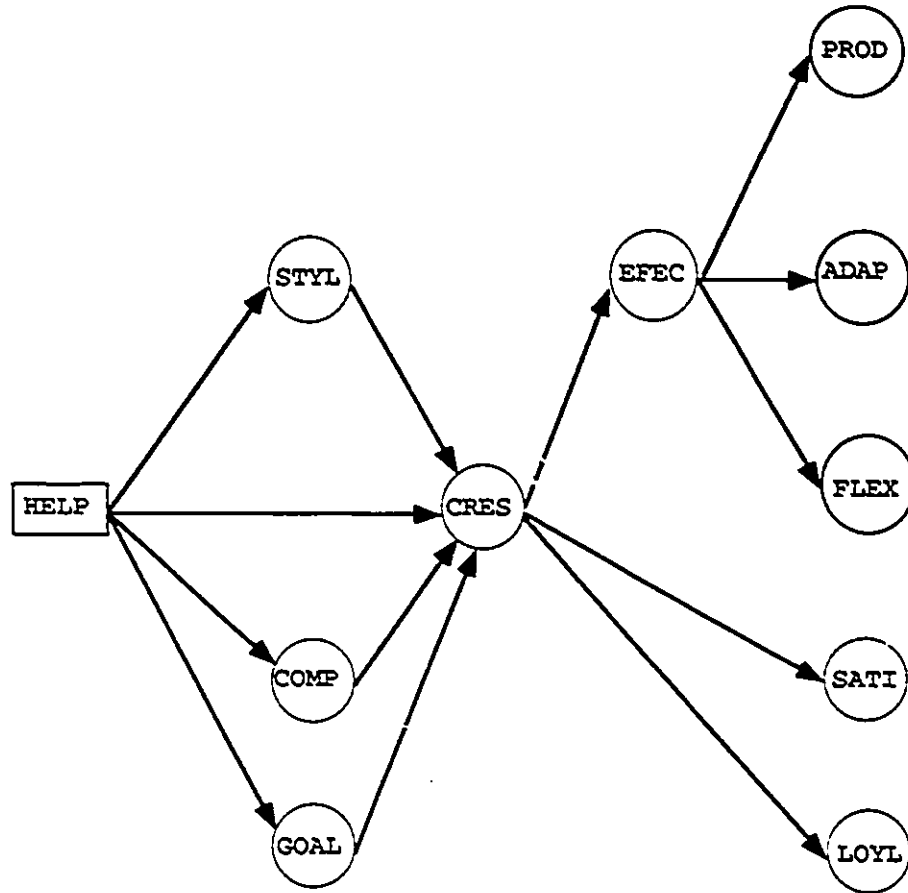 PROD
STYL
EFEC
ADAP
HELP
CRES
FLEX
COMP
SATI
GOAL
LOYL